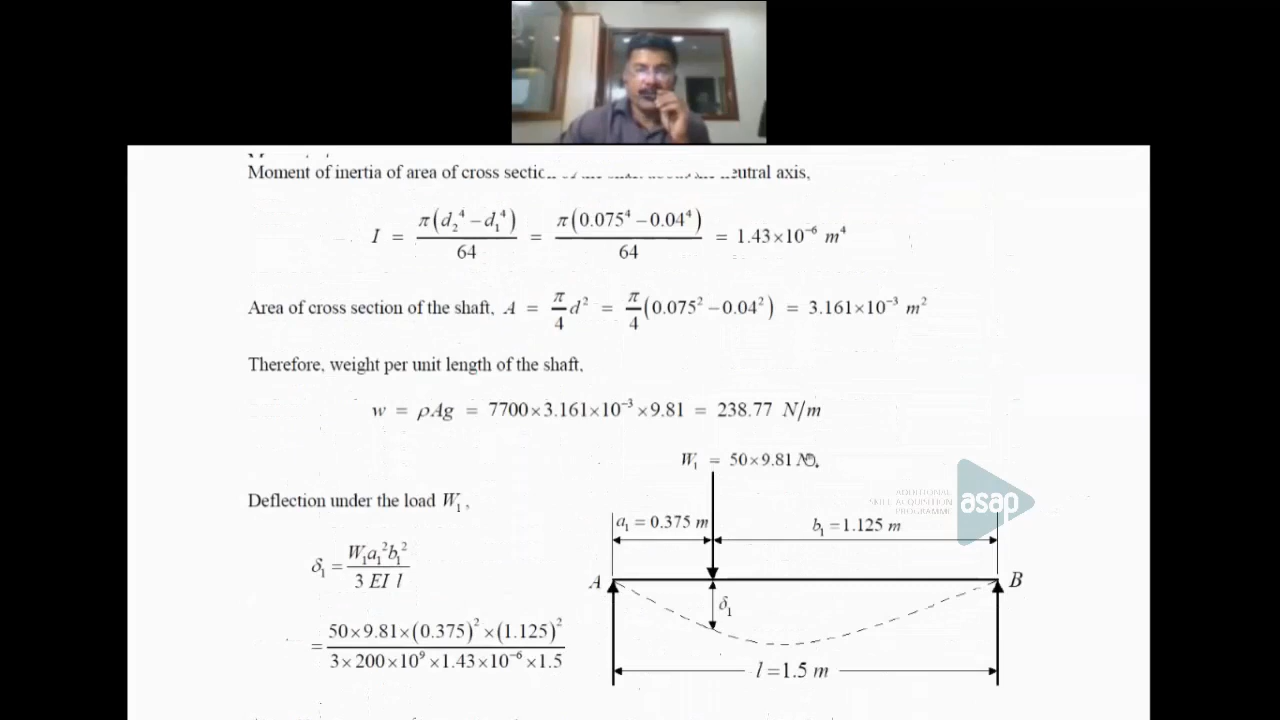 Moment of inertia of area of cross neutral axis,
I = π(d₂⁴ − d₁⁴)/64 = π(0.075⁴ − 0.04⁴)/64 = 1.43×10⁻⁶ m⁴
Area of cross section of the shaft, A = π/4 d² = π/4 (0.075² − 0.04²) = 3.161×10⁻³ m²
Therefore, weight per unit length of the shaft,
w = ρAg = 7700×3.161×10⁻³×9.81 = 238.77 N/m
W₁ = 50×9.81 N
ADDITIONAL
SKILL ACQUISITION
PROGRAMME
asap
Deflection under the load W₁,
a₁ = 0.375 m
b₁ = 1.125 m
δ₁ = W₁a₁²b₁²/3 EI l
A
B
δ₁
= 50×9.81×(0.375)²×(1.125)²/3×200×10⁹×1.43×10⁻⁶×1.5
l = 1.5 m